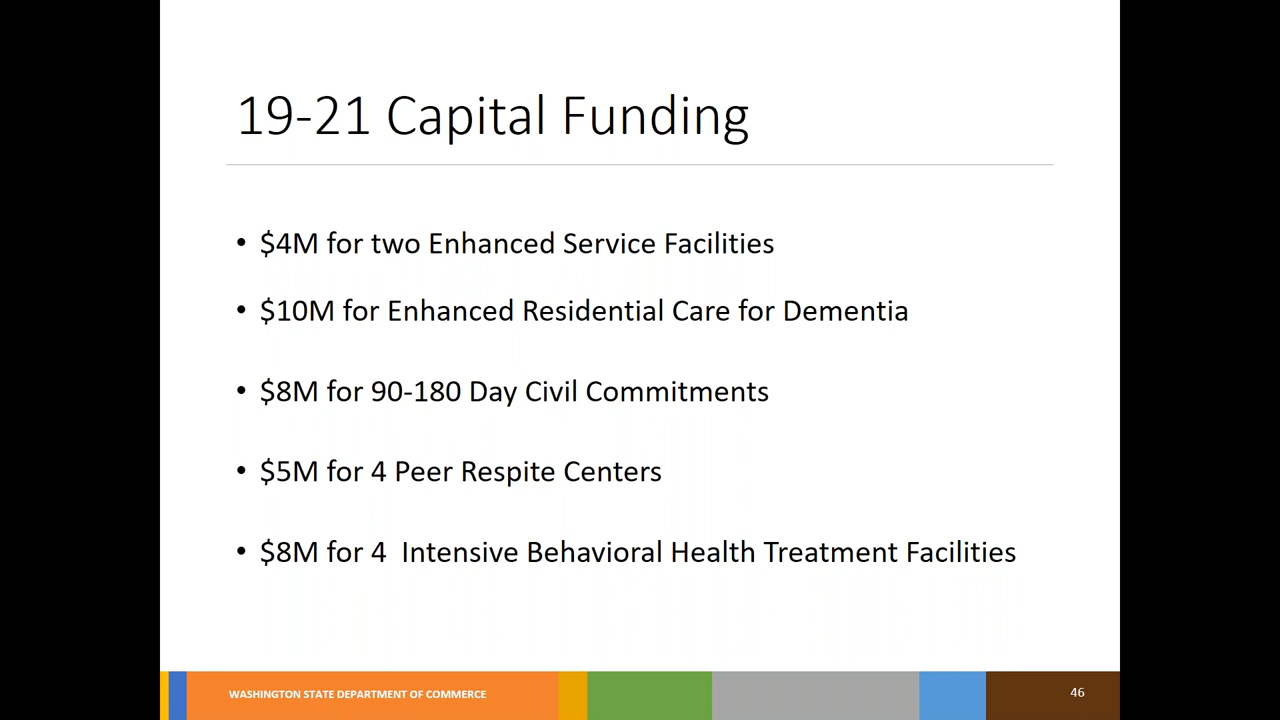 19-21 Capital Funding
• $4M for two Enhanced Service Facilities
• $10M for Enhanced Residential Care for Dementia
• $8M for 90-180 Day Civil Commitments
• $5M for 4 Peer Respite Centers
• $8M for 4  Intensive Behavioral Health Treatment Facilities
WASHINGTON STATE DEPARTMENT OF COMMERCE
46